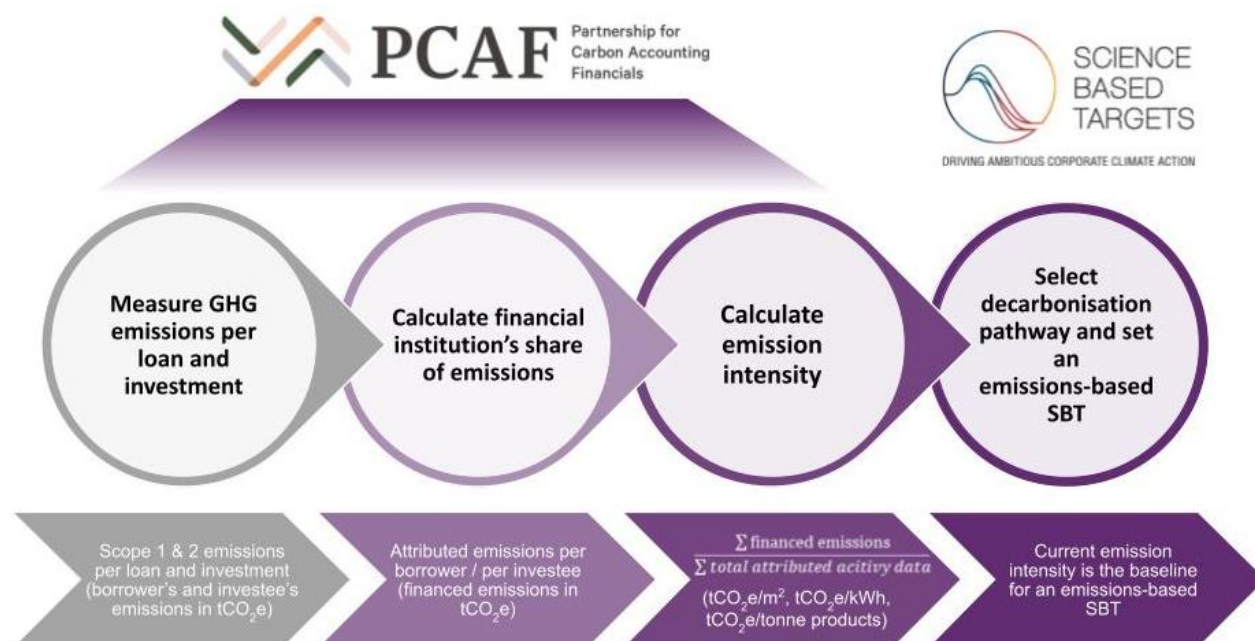 PCAF
Partnership for
Carbon Accounting
Financials
SCIENCE
BASED
TARGETS
DRIVING AMBITIOUS CORPORATE CLIMATE ACTION
Measure GHG
emissions per
loan and
investment
Calculate financial
institution's share
of emissions
Calculate
emission
intensity
Select
decarbonisation
pathway and set
an
emissions-based
SBT
Scope 1 & 2 emissions
per loan and investment
(borrower's and investee's
emissions in tCO₂e)
Attributed emissions per
borrower / per investee
(financed emissions in
tCO₂e)
∑ financed emissions
∑ total attributed acitivy data
(tCO₂e/m², tCO₂e/kWh,
tCO₂e/tonne products)
Current emission
intensity is the baseline
for an emissions-based
SBT